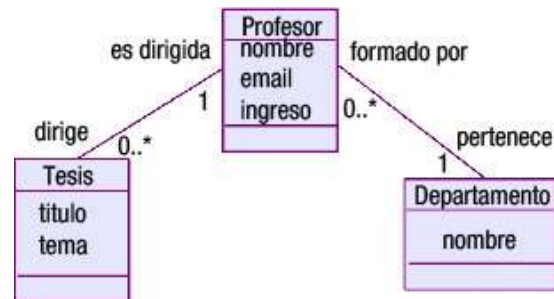 Profesor
nombre
email
ingreso
es dirigida
1
formado por
0..*
dirige
0..*
pertenece
1
Tesis
titulo
tema
Departamento
nombre